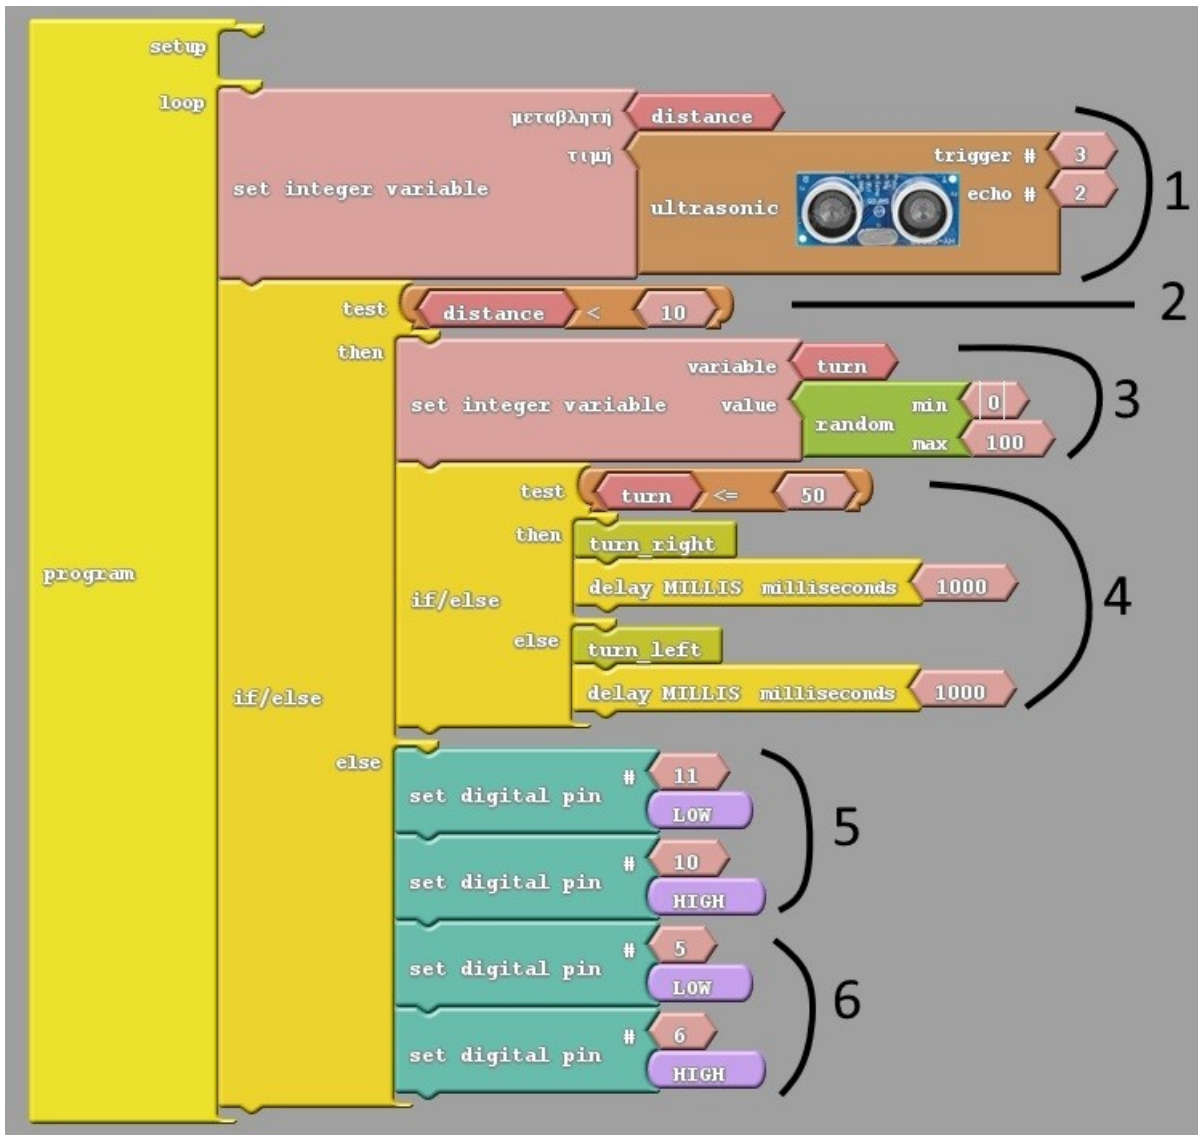 setup
loop
μεταβλητή distance
τιμή
trigger # 3
set integer variable
ultrasonic
echo # 2
1
test distance < 10
2
then
variable turn
set integer variable value
random
min 0
max 100
3
test turn <= 50
then turn_right
program
delay MILLIS milliseconds 1000
if/else
4
else turn_left
delay MILLIS milliseconds 1000
if/else
else
set digital pin # 11
LOW
5
set digital pin # 10
HIGH
set digital pin # 5
LOW
6
set digital pin # 6
HIGH